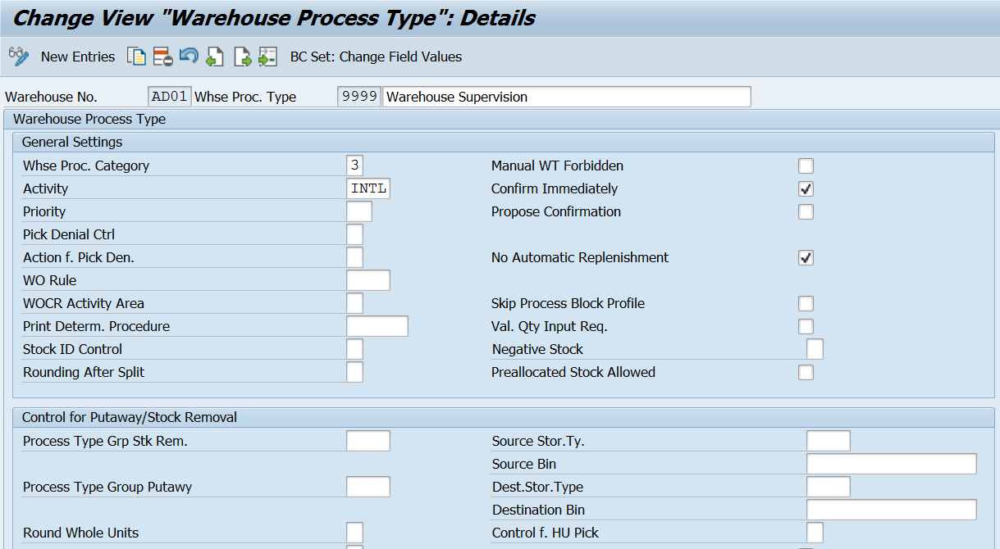 Change View "Warehouse Process Type": Details
New Entries BC Set: Change Field Values
Warehouse No. AD01 Whse Proc. Type 9999 Warehouse Supervision
Warehouse Process Type
General Settings
Whse Proc. Category 3 Manual WT Forbidden
Activity INTL Confirm Immediately
Priority Propose Confirmation
Pick Denial Ctrl
Action f. Pick Den. No Automatic Replenishment
WO Rule
WOCR Activity Area Skip Process Block Profile
Print Determ. Procedure Val. Qty Input Req.
Stock ID Control Negative Stock
Rounding After Split Preallocated Stock Allowed
Control for Putaway/Stock Removal
Process Type Grp Stk Rem. Source Stor.Ty.
Source Bin
Process Type Group Putawy Dest.Stor.Type
Destination Bin
Round Whole Units Control f. HU Pick